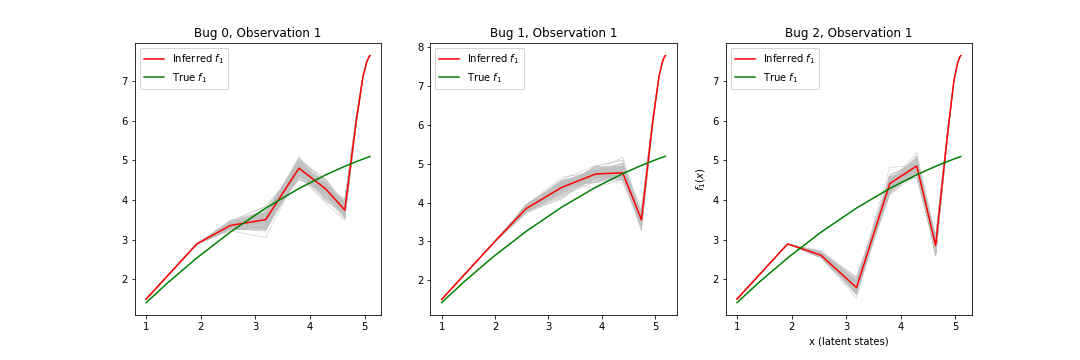 Bug 0, Observation 1
Inferred f₁
True f₁
7
6
5
4
3
2
1 2 3 4 5
Bug 1, Observation 1
Inferred f₁
True f₁
8
7
6
5
4
3
2
1 2 3 4 5
Bug 2, Observation 1
Inferred f₁
True f₁
f₁(x)
7
6
5
4
3
2
1 2 3 4 5
x (latent states)